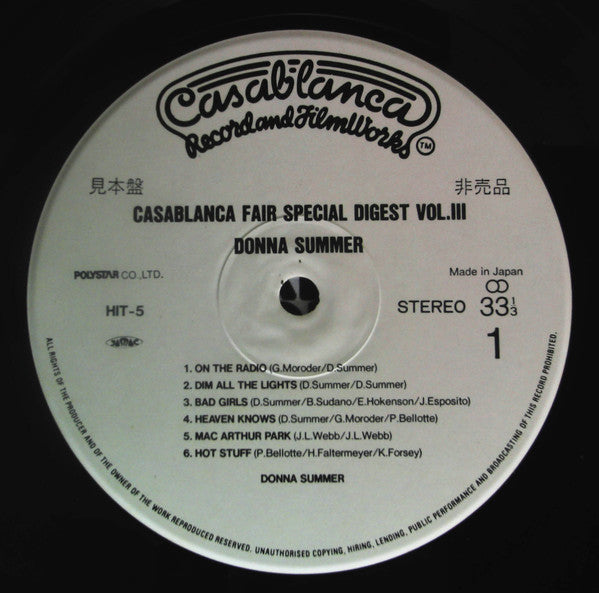 Casablanca
Record and FilmWorks
TM
見本盤
非売品
CASABLANCA FAIR SPECIAL DIGEST VOL.III
DONNA SUMMER
POLYSTAR CO.,LTD.
Made in Japan
HIT-5
STEREO 33 1/3
1
1. ON THE RADIO (G.Moroder/D.Summer)
2. DIM ALL THE LIGHTS (D.Summer/D.Summer)
3. BAD GIRLS (D.Summer/B.Sudano/E.Hokenson/J.Esposito)
4. HEAVEN KNOWS (D.Summer/G.Moroder/P.Bellotte)
5. MAC ARTHUR PARK (J.L.Webb/J.L.Webb)
6. HOT STUFF (P.Bellotte/H.Faltermeyer/K.Forsey)
DONNA SUMMER
ALL RIGHTS OF THE PRODUCER AND OF THE OWNER OF THE WORK REPRODUCED RESERVED. UNAUTHORISED COPYING, HIRING, LENDING, PUBLIC PERFORMANCE AND BROADCASTING OF THIS RECORD PROHIBITED.